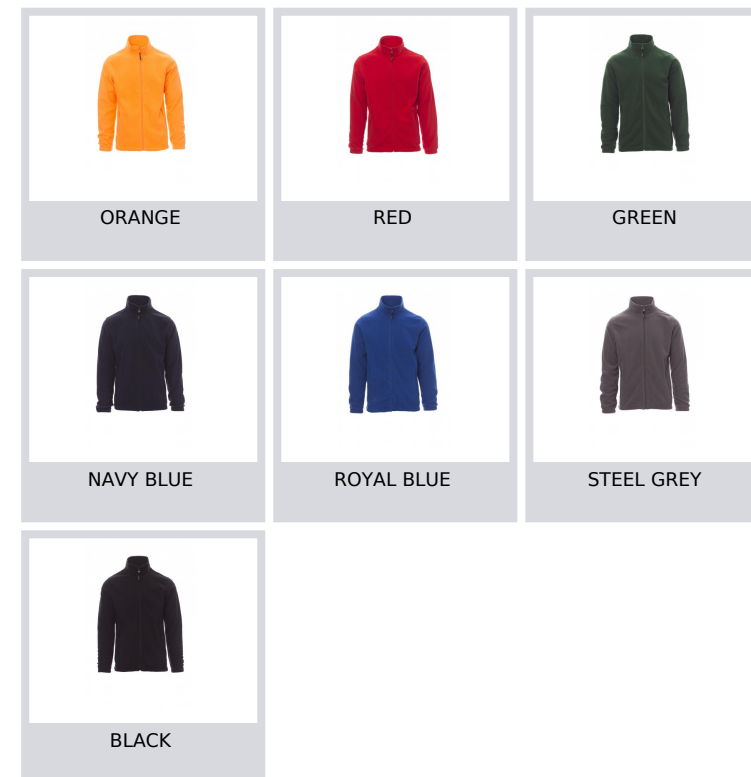 ORANGE
RED
GREEN
NAVY BLUE
ROYAL BLUE
STEEL GREY
BLACK